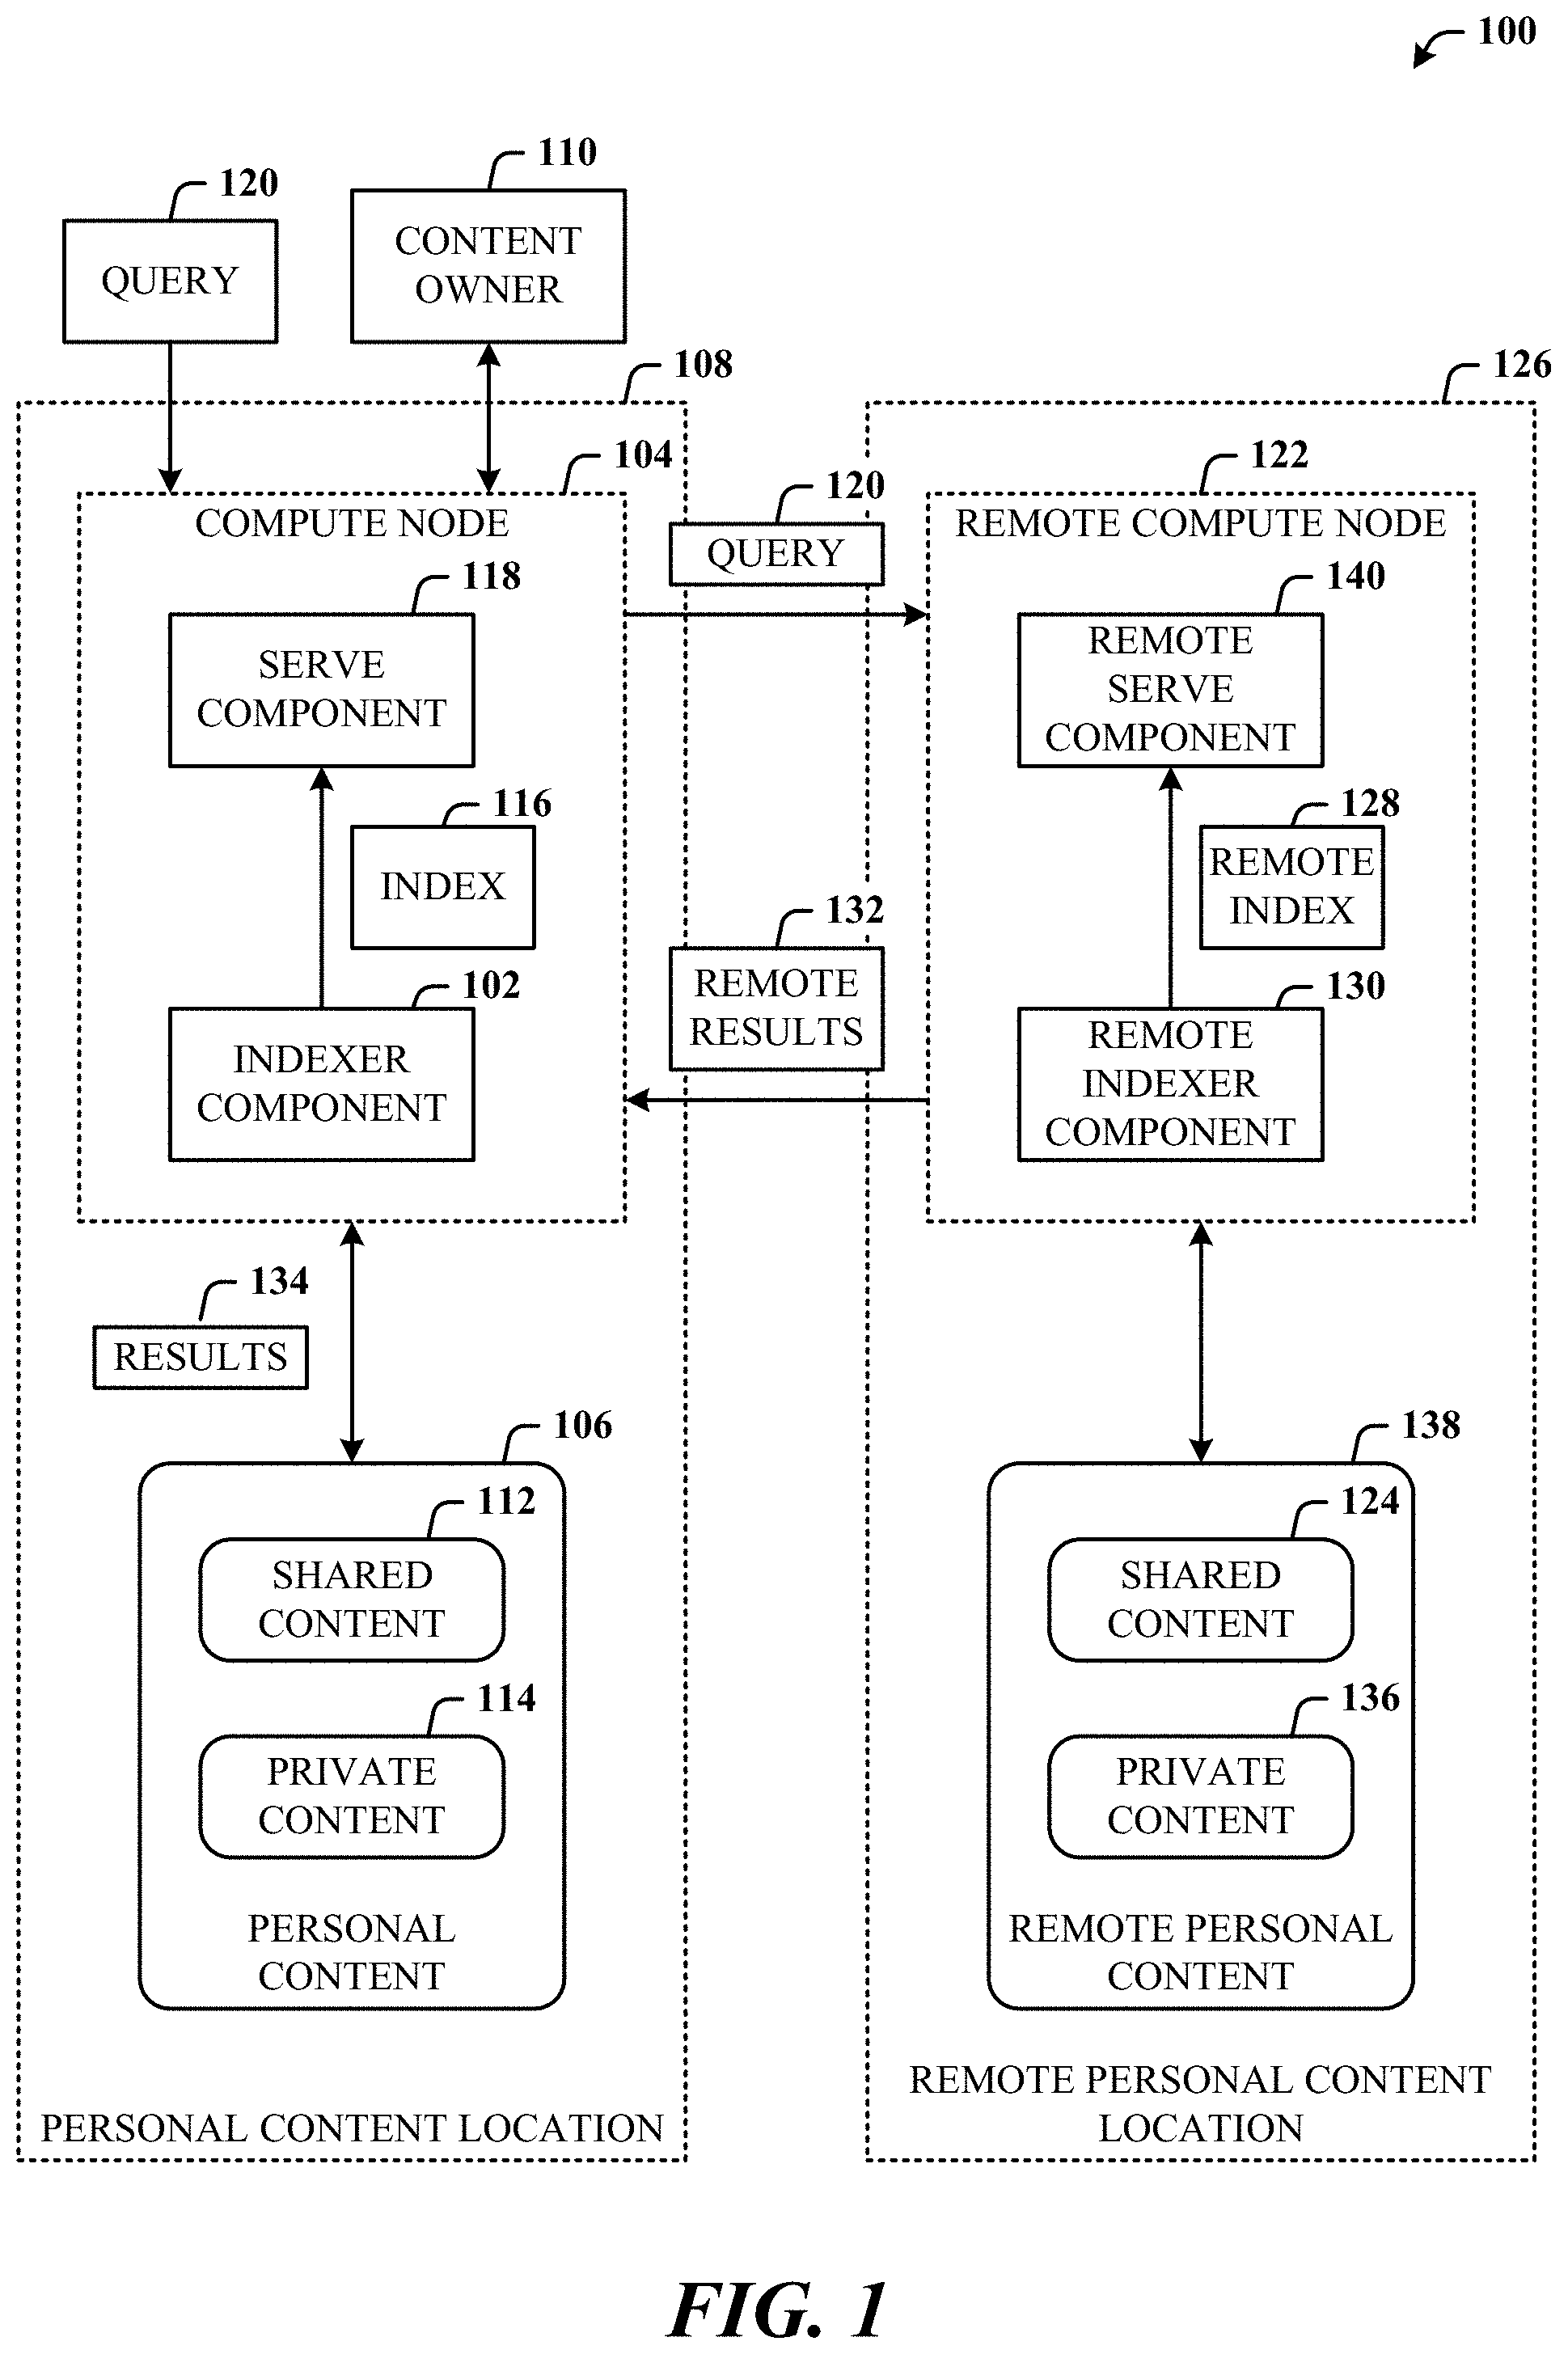 100
110
120
CONTENT
OWNER
QUERY
108
126
104
122
120
COMPUTE NODE
QUERY
REMOTE COMPUTE NODE
118
140
SERVE
COMPONENT
REMOTE
SERVE
COMPONENT
116
128
INDEX
REMOTE
INDEX
132
REMOTE
RESULTS
102
130
INDEXER
COMPONENT
REMOTE
INDEXER
COMPONENT
134
RESULTS
106
138
112
124
SHARED
CONTENT
SHARED
CONTENT
114
136
PRIVATE
CONTENT
PRIVATE
CONTENT
PERSONAL
CONTENT
REMOTE PERSONAL
CONTENT
PERSONAL CONTENT LOCATION
REMOTE PERSONAL CONTENT
LOCATION
FIG. 1